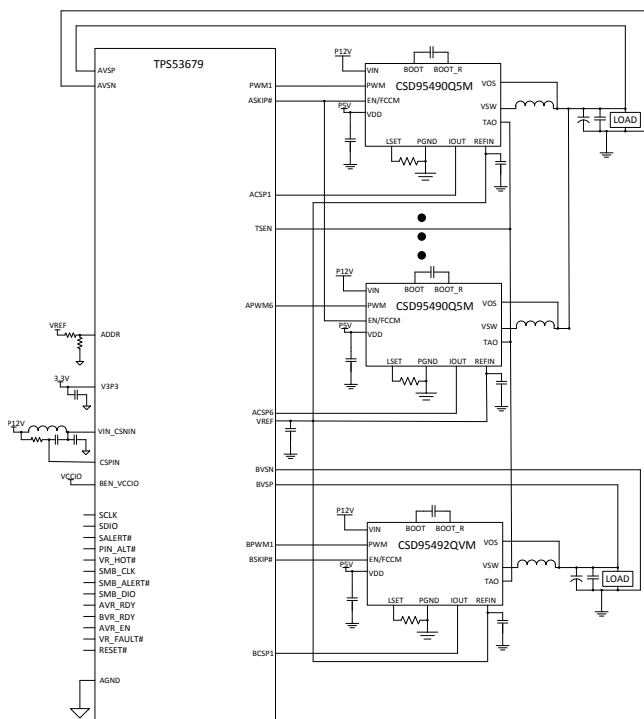 TPS53679
AVSP
AVSN
PWM1
ASKIP#
ACSP1
TSEN
APWM6
VREF
ADDR
3.3V
V3P3
P12V
VIN_CSNIN
CSPIN
VCCIO
BEN_VCCIO
ACSP6
VREF
BVSN
BVSP
SCLK
SDIO
SALERT#
PIN_ALT#
VR_HOT#
SMB_CLK
SMB_ALERT#
SMB_DIO
AVR_RDY
BVR_RDY
AVR_EN
VR_FAULT#
RESET#
BPWM1
BSKIP#
BCSP1
AGND
P12V
VIN
BOOT BOOT_R
VOS
PWM
CSD95490Q5M
EN/FCCM
P5V
VDD
VSW
TAO
LSET PGND IOUT REFIN
LOAD
P12V
VIN
BOOT BOOT_R
VOS
PWM
CSD95490Q5M
EN/FCCM
P5V
VDD
VSW
TAO
LSET PGND IOUT REFIN
P12V
VIN
BOOT BOOT_R
VOS
PWM
CSD95492QVM
EN/FCCM
P5V
VDD
VSW
TAO
LSET PGND IOUT REFIN
LOAD